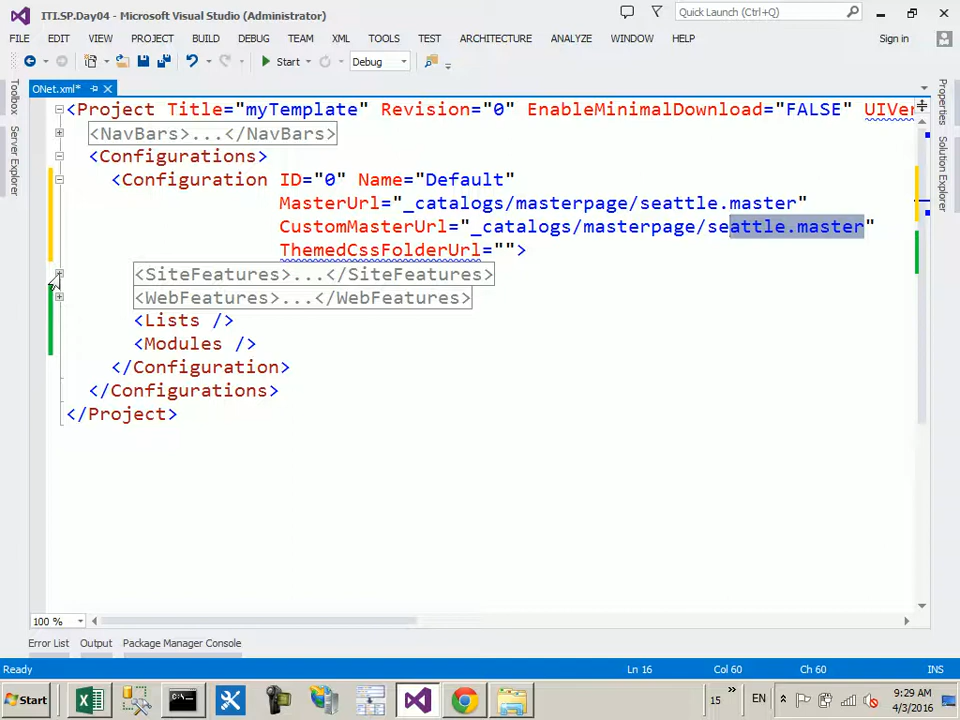 ITI.SP.Day04 - Microsoft Visual Studio (Administrator)
Quick Launch (Ctrl+Q)
FILE EDIT VIEW PROJECT BUILD DEBUG TEAM XML TOOLS TEST ARCHITECTURE ANALYZE WINDOW HELP Sign in
Start Debug
Toolbox
Server Explorer
ONet.xml*
Properties
Solution Explorer
<Project Title="myTemplate" Revision="0" EnableMinimalDownload="FALSE" UIVer
<NavBars>...</NavBars>
<Configurations>
<Configuration ID="0" Name="Default"
MasterUrl="_catalogs/masterpage/seattle.master"
CustomMasterUrl="_catalogs/masterpage/seattle.master"
ThemedCssFolderUrl="">
<SiteFeatures>...</SiteFeatures>
<WebFeatures>...</WebFeatures>
<Lists />
<Modules />
</Configuration>
</Configurations>
</Project>
100 %
Error List Output Package Manager Console
Ready Ln 16 Col 60 Ch 60 INS
Start 15 EN 9:29 AM
4/3/2016